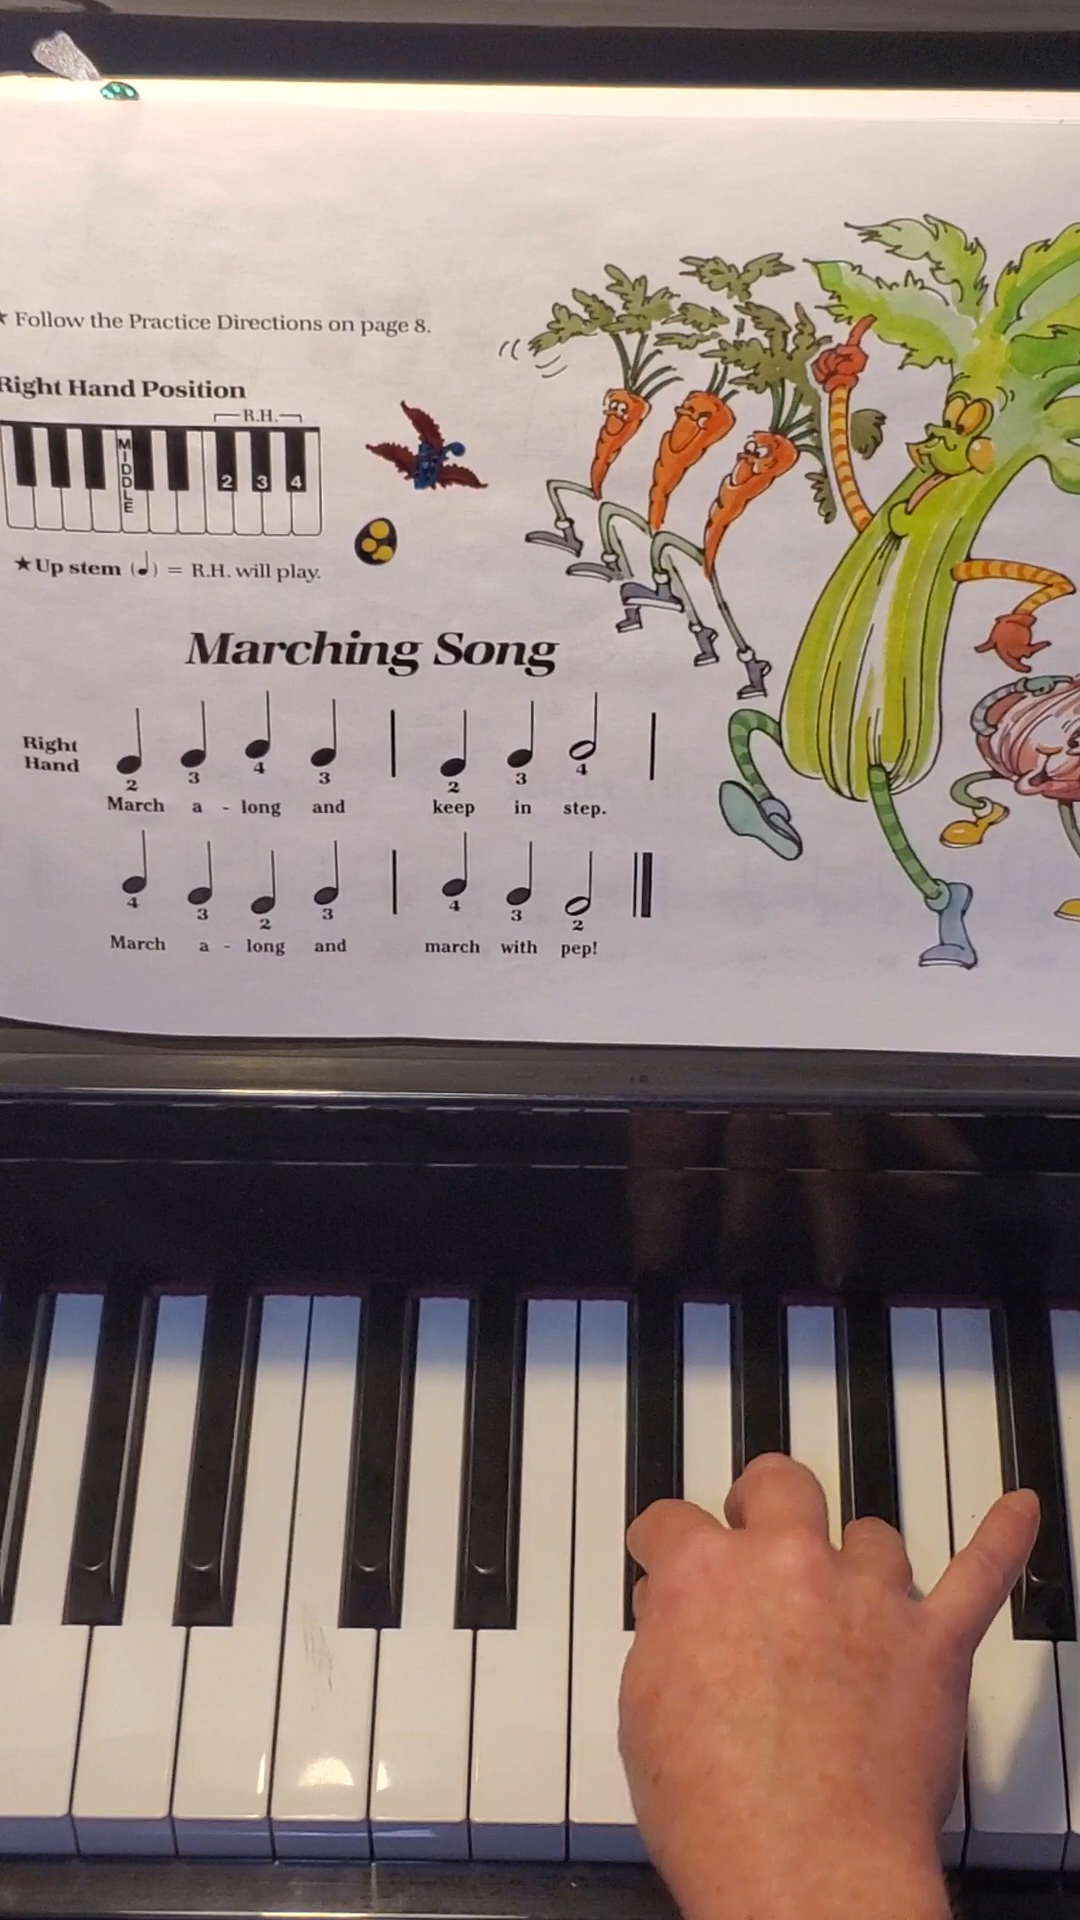 ★ Follow the Practice Directions on page 8.
Right Hand Position
R.H.
MIDDLE
2 3 4
★ Up stem (♩) = R.H. will play.
Marching Song
Right
Hand
2 3 4 3 2 3 4
March a - long and keep in step.
4 3 2 3 4 3 2
March a - long and march with pep!